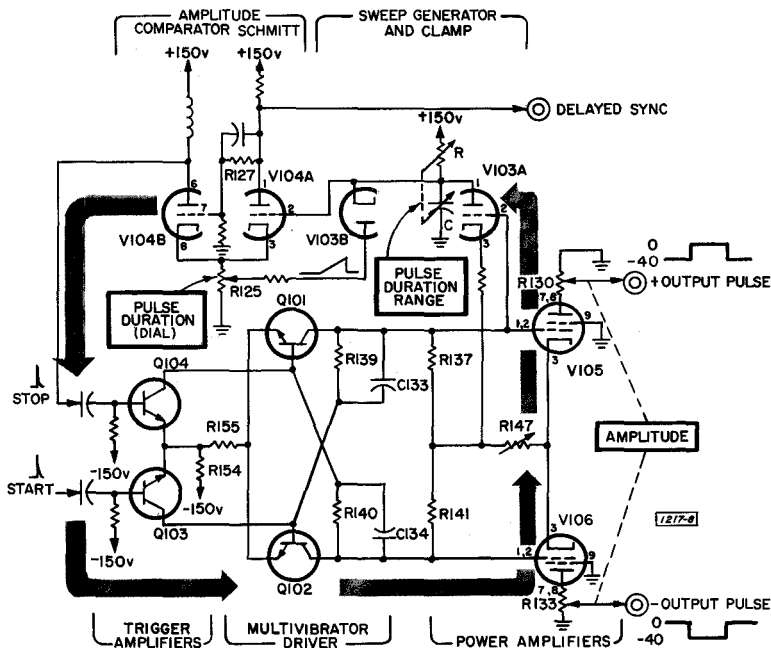 AMPLITUDE
COMPARATOR SCHMITT
SWEEP GENERATOR
AND CLAMP
+150v
+150v
DELAYED SYNC
+150v
R
R127
V104A
V103A
6
7
8
1
2
3
1
2
3
C
V104B
V103B
R125
PULSE
DURATION
(DIAL)
PULSE
DURATION
RANGE
0
-40
R130
+OUTPUT PULSE
7,8
9
1,2
3
V105
Q101
R139
C133
R137
Q104
STOP
R155
R147
AMPLITUDE
-150v
R154
START
-150v
V106
R140
C134
R141
1217-8
3
9
1,2
-150v
Q103
Q102
7,8
R133
-OUTPUT PULSE
0
-40
TRIGGER
AMPLIFIERS
MULTIVIBRATOR
DRIVER
POWER AMPLIFIERS